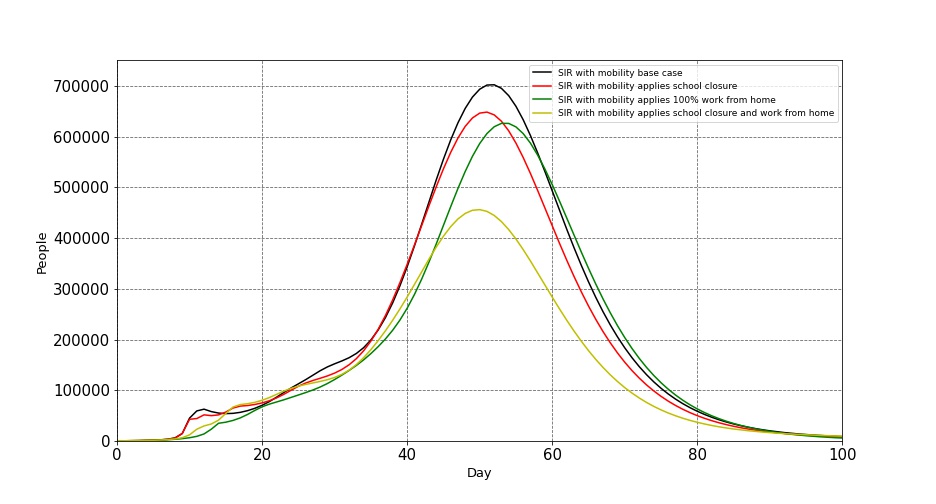 700000
600000
500000
400000
300000
200000
100000
0
People
SIR with mobility base case
SIR with mobility applies school closure
SIR with mobility applies 100% work from home
SIR with mobility applies school closure and work from home
0 20 40 60 80 100
Day